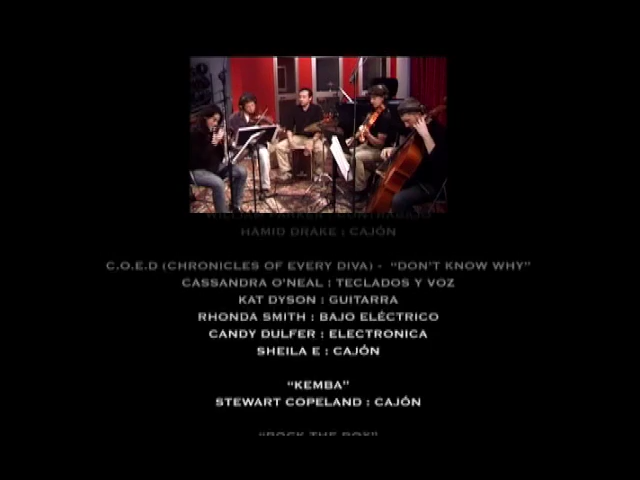 HAMID DRAKE : CAJÓN
C.O.E.D (CHRONICLES OF EVERY DIVA) - “DON'T KNOW WHY”
CASSANDRA O'NEAL : TECLADOS Y VOZ
KAT DYSON : GUITARRA
RHONDA SMITH : BAJO ELÉCTRICO
CANDY DULFER : ELECTRONICA
SHEILA E : CAJÓN
“KEMBA”
STEWART COPELAND : CAJÓN